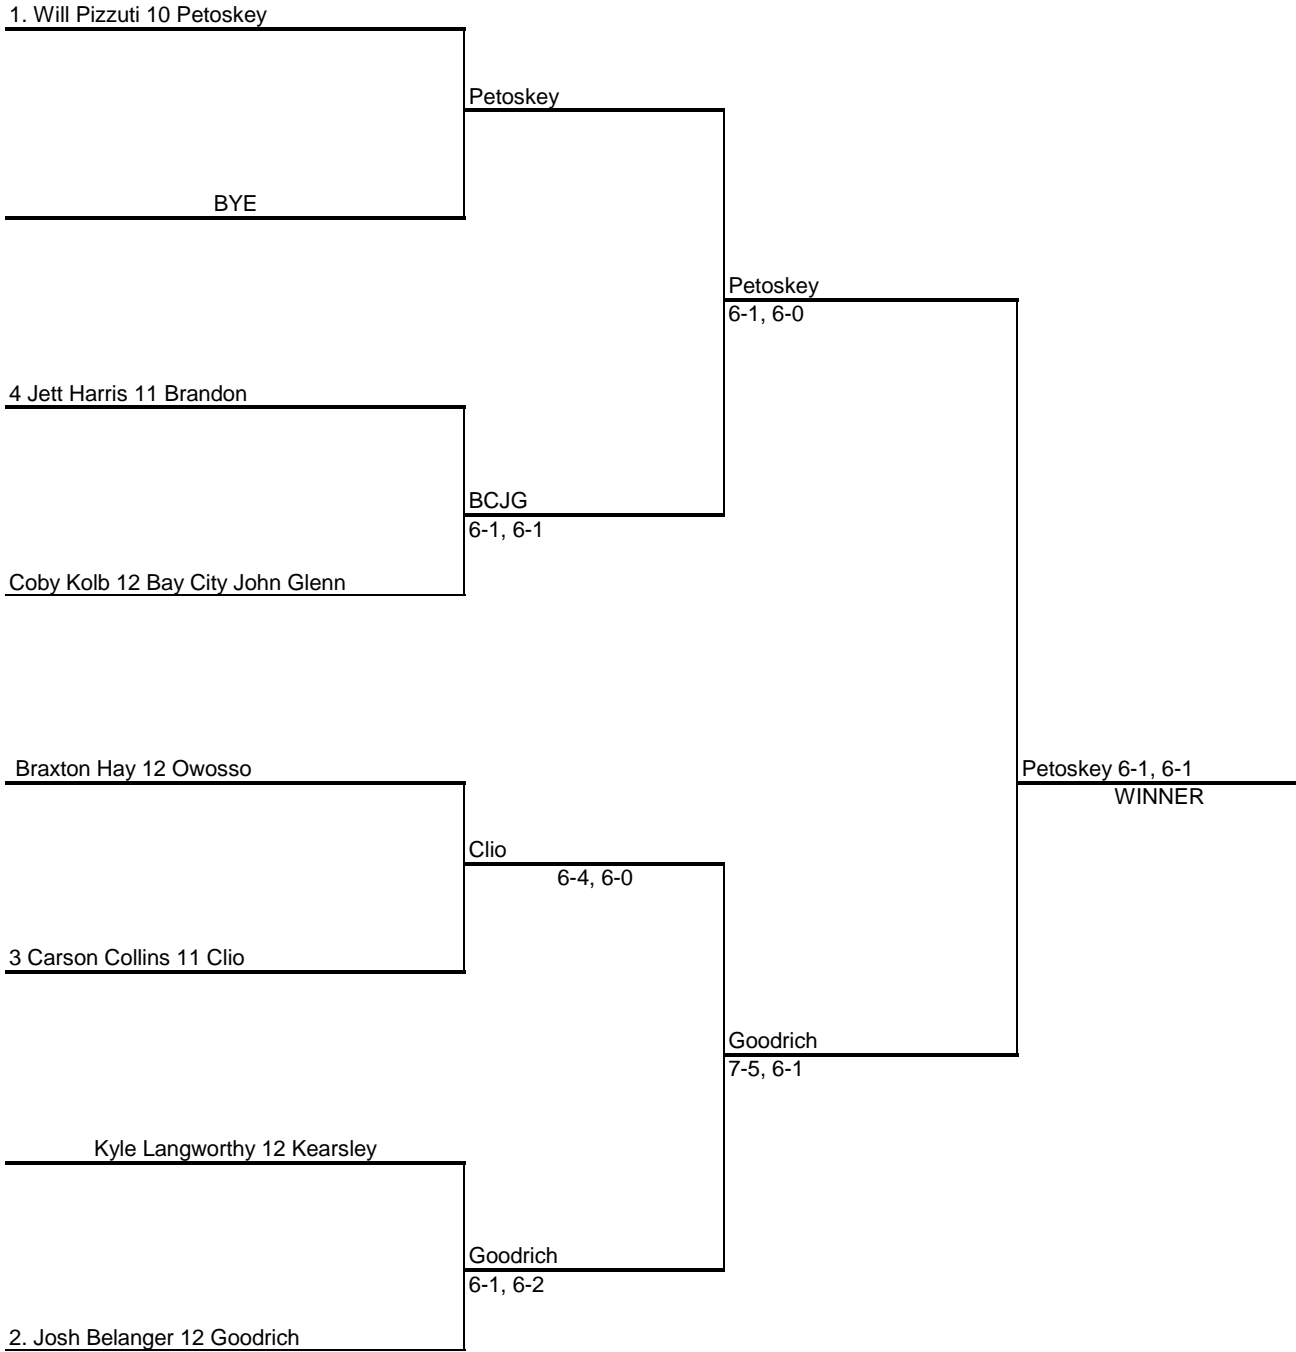 1. Will Pizzuti 10 Petoskey
Petoskey
BYE
Petoskey
6-1, 6-0
4 Jett Harris 11 Brandon
BCJG
6-1, 6-1
Coby Kolb 12 Bay City John Glenn
Braxton Hay 12 Owosso
Petoskey 6-1, 6-1
WINNER
Clio
6-4, 6-0
3 Carson Collins 11 Clio
Goodrich
7-5, 6-1
Kyle Langworthy 12 Kearsley
Goodrich
6-1, 6-2
2. Josh Belanger 12 Goodrich